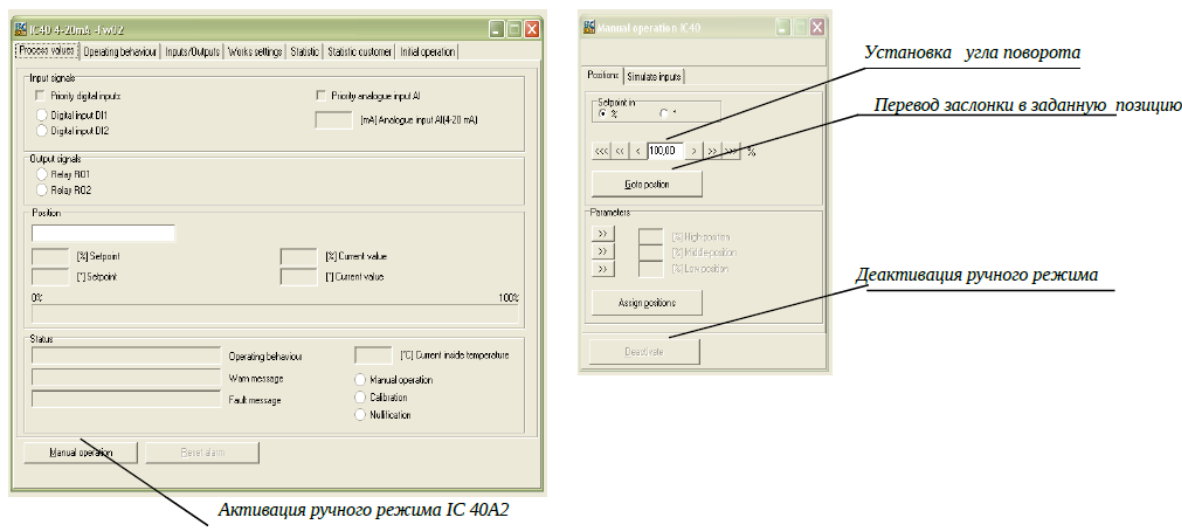 IC40 4-20mA -Fw02
Process values Operating behaviour Inputs/Outputs Works settings Statistic Statistic customer Initial operation
Input signals
Priority digital inputs
Priority analogue input AI
Digital input DI1
Digital input DI2
[mA] Analogue input AI(4-20 mA)
Output signals
Relay RO1
Relay RO2
Position
[%] Setpoint
[%] Current value
[°] Setpoint
[°] Current value
0%
100%
Status
Operating behaviour
[°C] Current inside temperature
Warn message
Manual operation
Fault message
Calibration
Nullification
Manual operation
Reset alarm
Активация ручного режима IC 40A2
Manual operation IC40
Positions Simulate inputs
Setpoint in
%
°
<<< << < 100,00 > >> >>> %
Goto position
Parameters
>> [%] High-position
>> [%] Middle-position
>> [%] Low-position
Assign positions
Deactivate
Установка угла поворота
Перевод заслонки в заданную позицию
Деактивация ручного режима